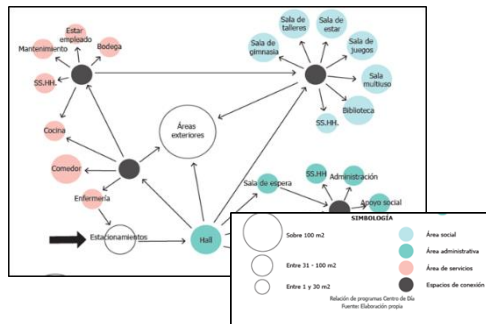 Estar
empleado
Mantenimiento
Bodega
SS.HH.
Cocina
Comedor
Enfermería
Estacionamientos
Áreas
exteriores
Hall
Sala de espera
SS.HH
Administración
Apoyo social
Sala de
talleres
Sala de
estar
Sala de
gimnasia
Sala de
juegos
Sala
multiuso
Biblioteca
SS.HH.
SIMBOLOGÍA
Sobre 100 m2
Entre 31 - 100 m2
Entre 1 y 30 m2
Área social
Área administrativa
Área de servicios
Espacios de conexión
Relación de programas Centro de Día
Fuente: Elaboración propia